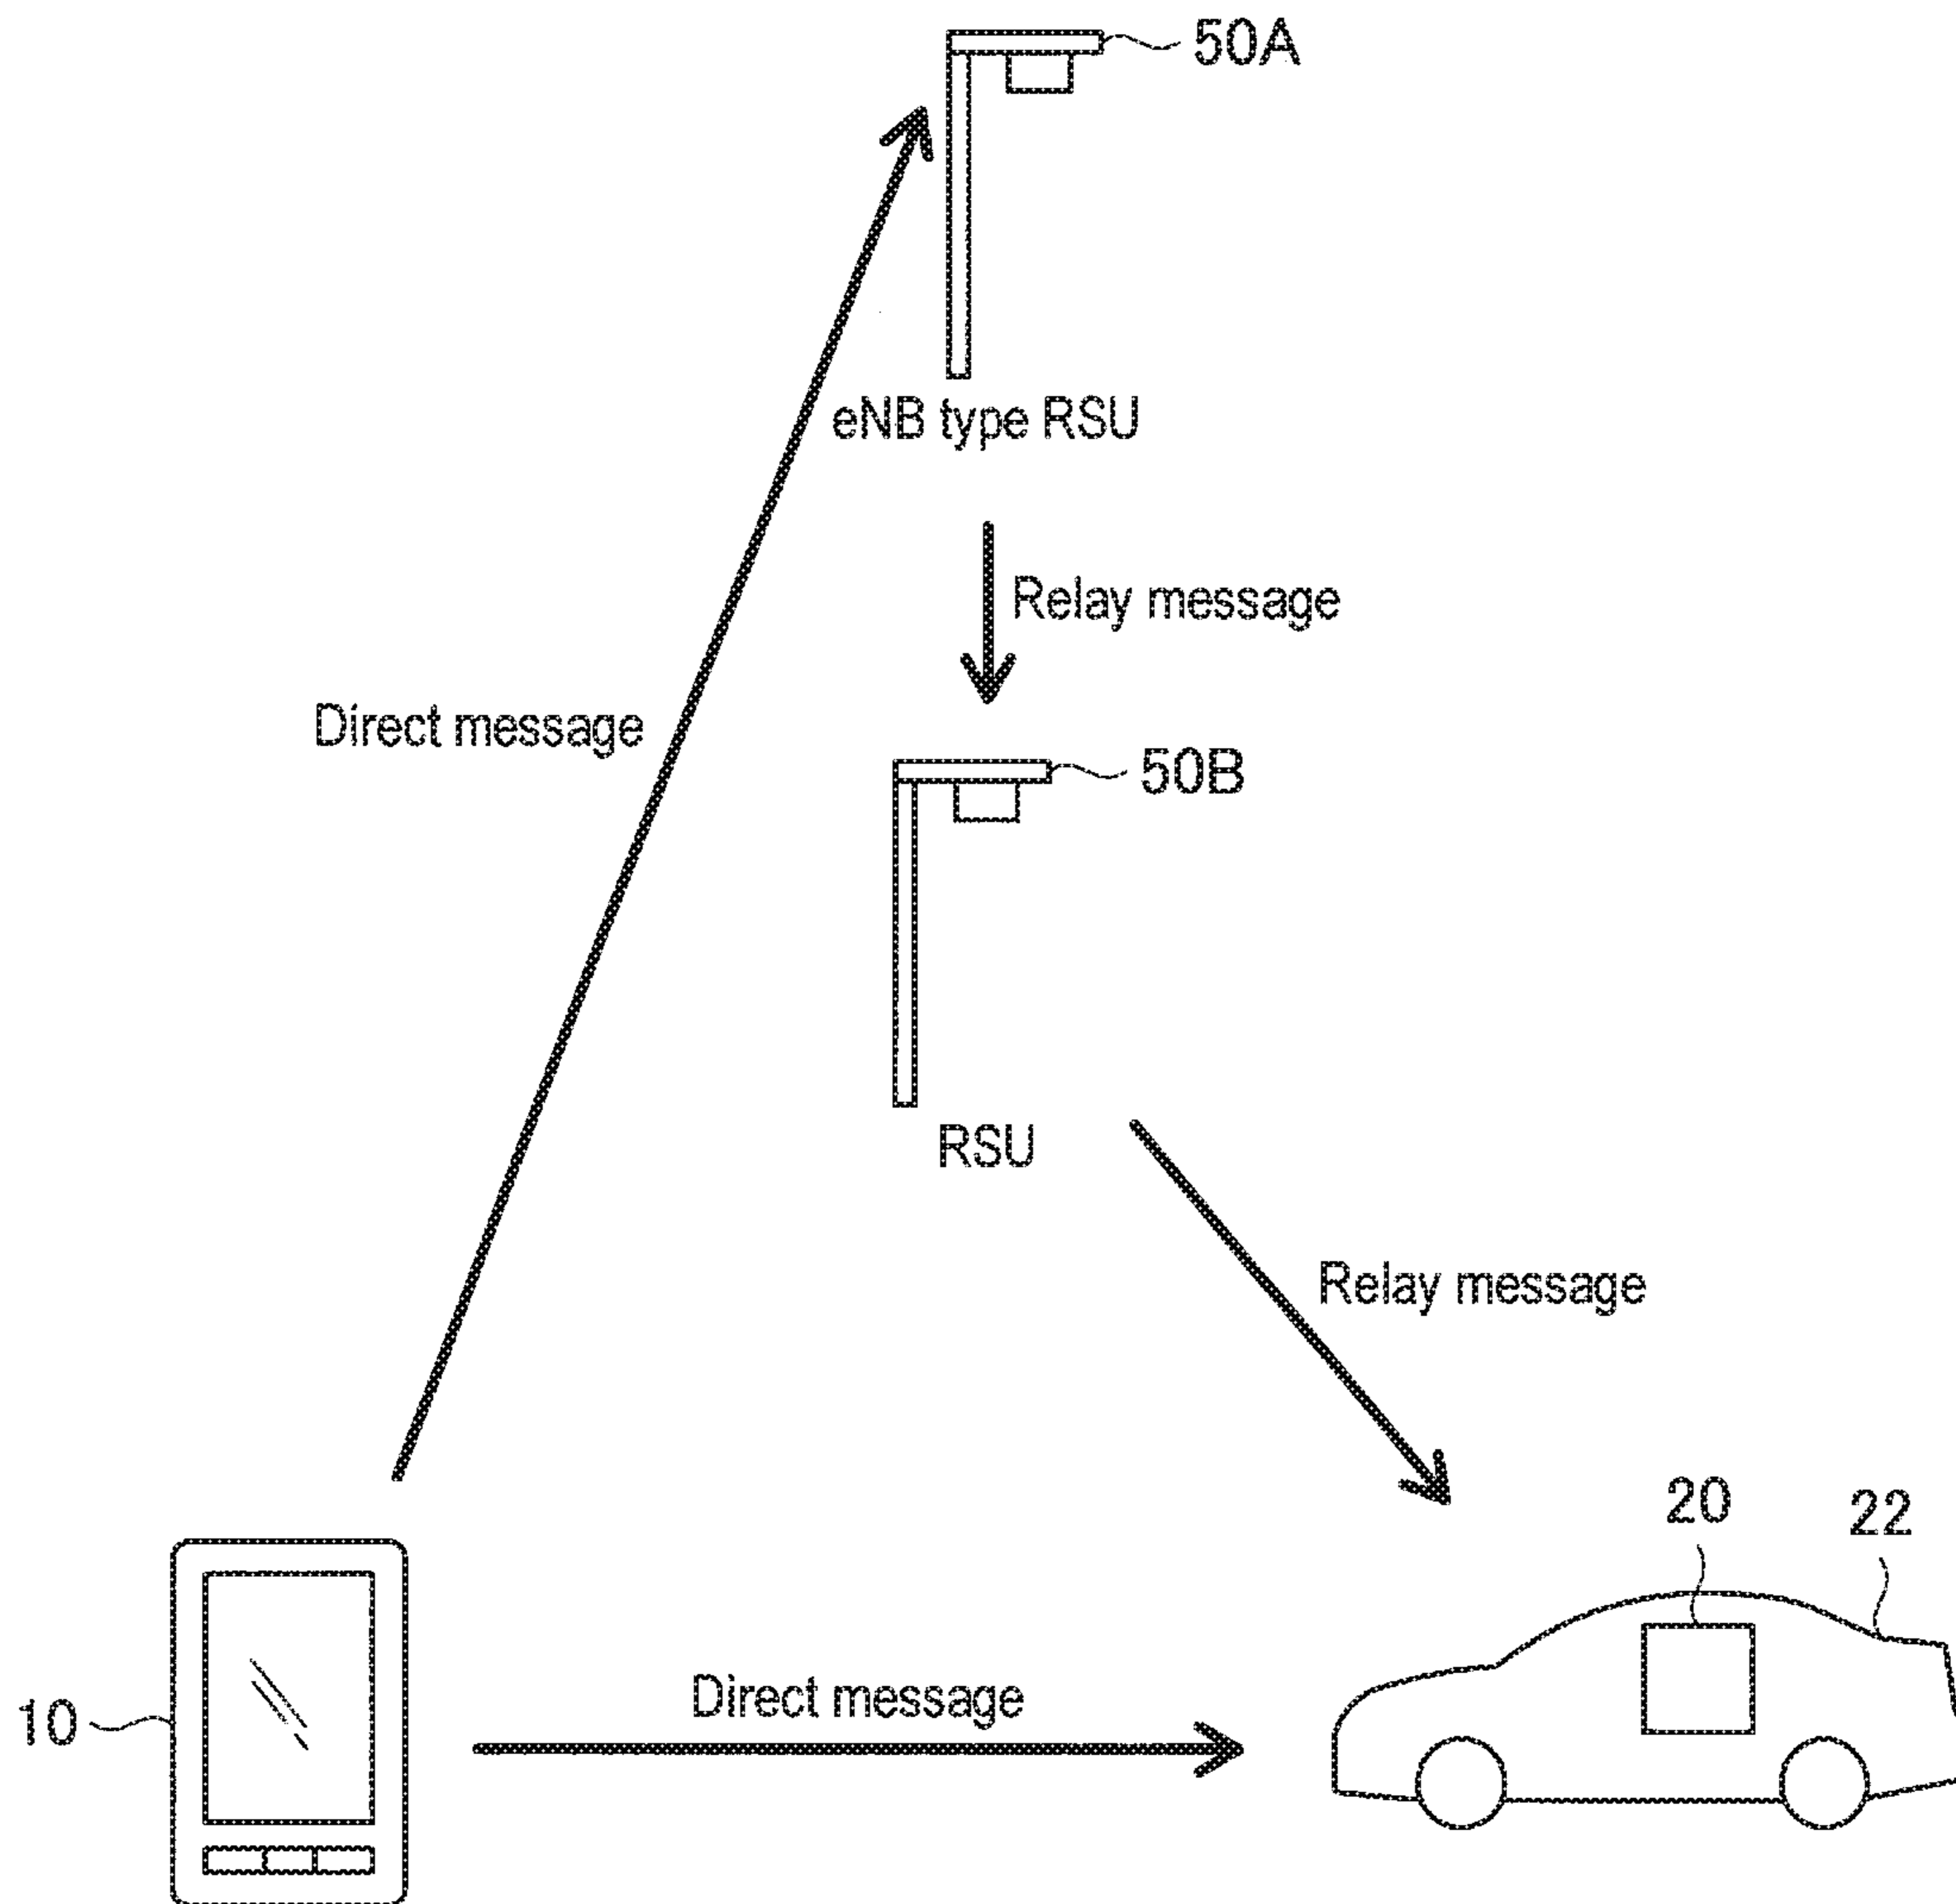 50A
eNB type RSU
Relay message
Direct message
50B
RSU
Relay message
20
22
Direct message
10